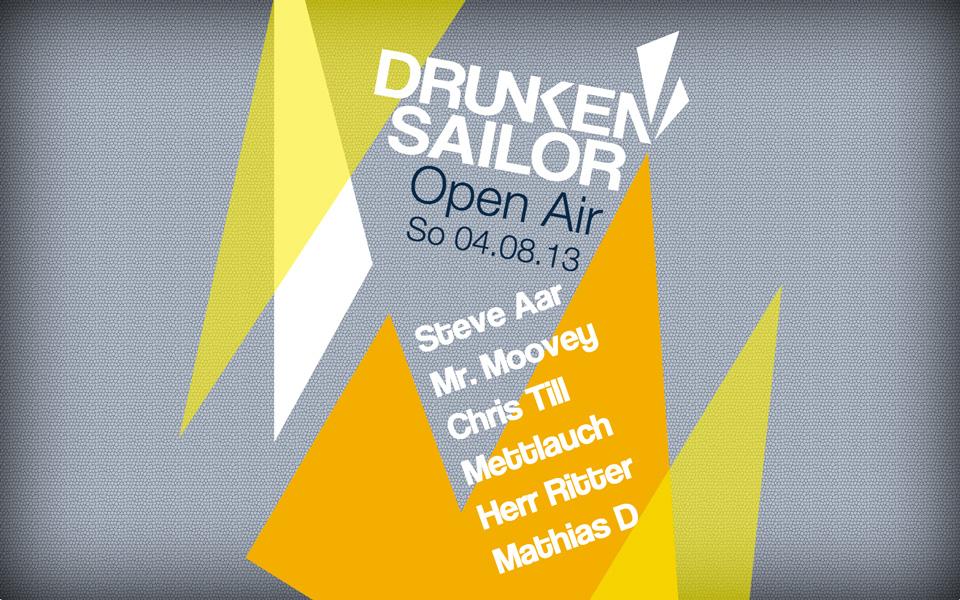 DRUNKEN
SAILOR
Open Air
So 04.08.13
Steve Aar
Mr. Moovey
Chris Till
Mettlauch
Herr Ritter
Mathias D